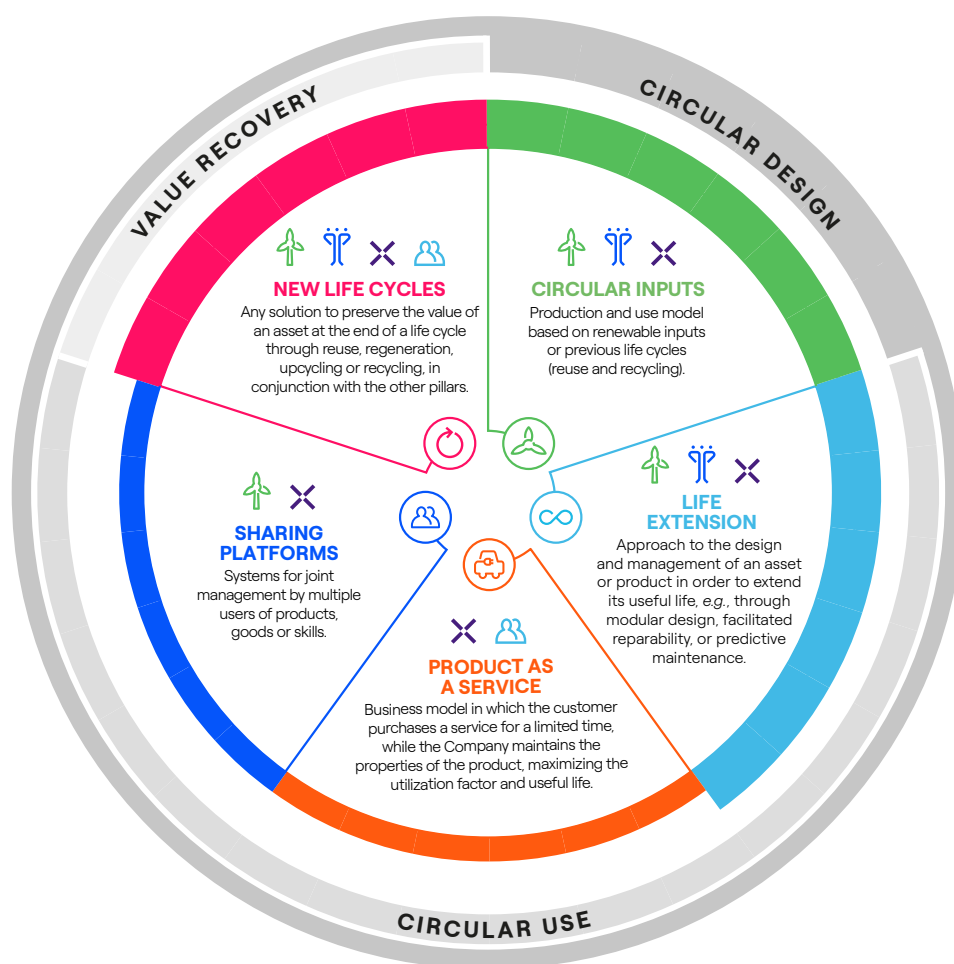 VALUE RECOVERY
CIRCULAR DESIGN
NEW LIFE CYCLES
Any solution to preserve the value of
an asset at the end of a life cycle
through reuse, regeneration,
upcycling or recycling, in
conjunction with the other pillars.
CIRCULAR INPUTS
Production and use model
based on renewable inputs
or previous life cycles
(reuse and recycling).
SHARING
PLATFORMS
Systems for joint
management by multiple
users of products,
goods or skills.
LIFE
EXTENSION
Approach to the design
and management of an asset
or product in order to extend
its useful life, e.g., through
modular design, facilitated
reparability, or predictive
maintenance.
PRODUCT AS
A SERVICE
Business model in which the customer
purchases a service for a limited time,
while the Company maintains the
properties of the product, maximizing the
utilization factor and useful life.
CIRCULAR USE